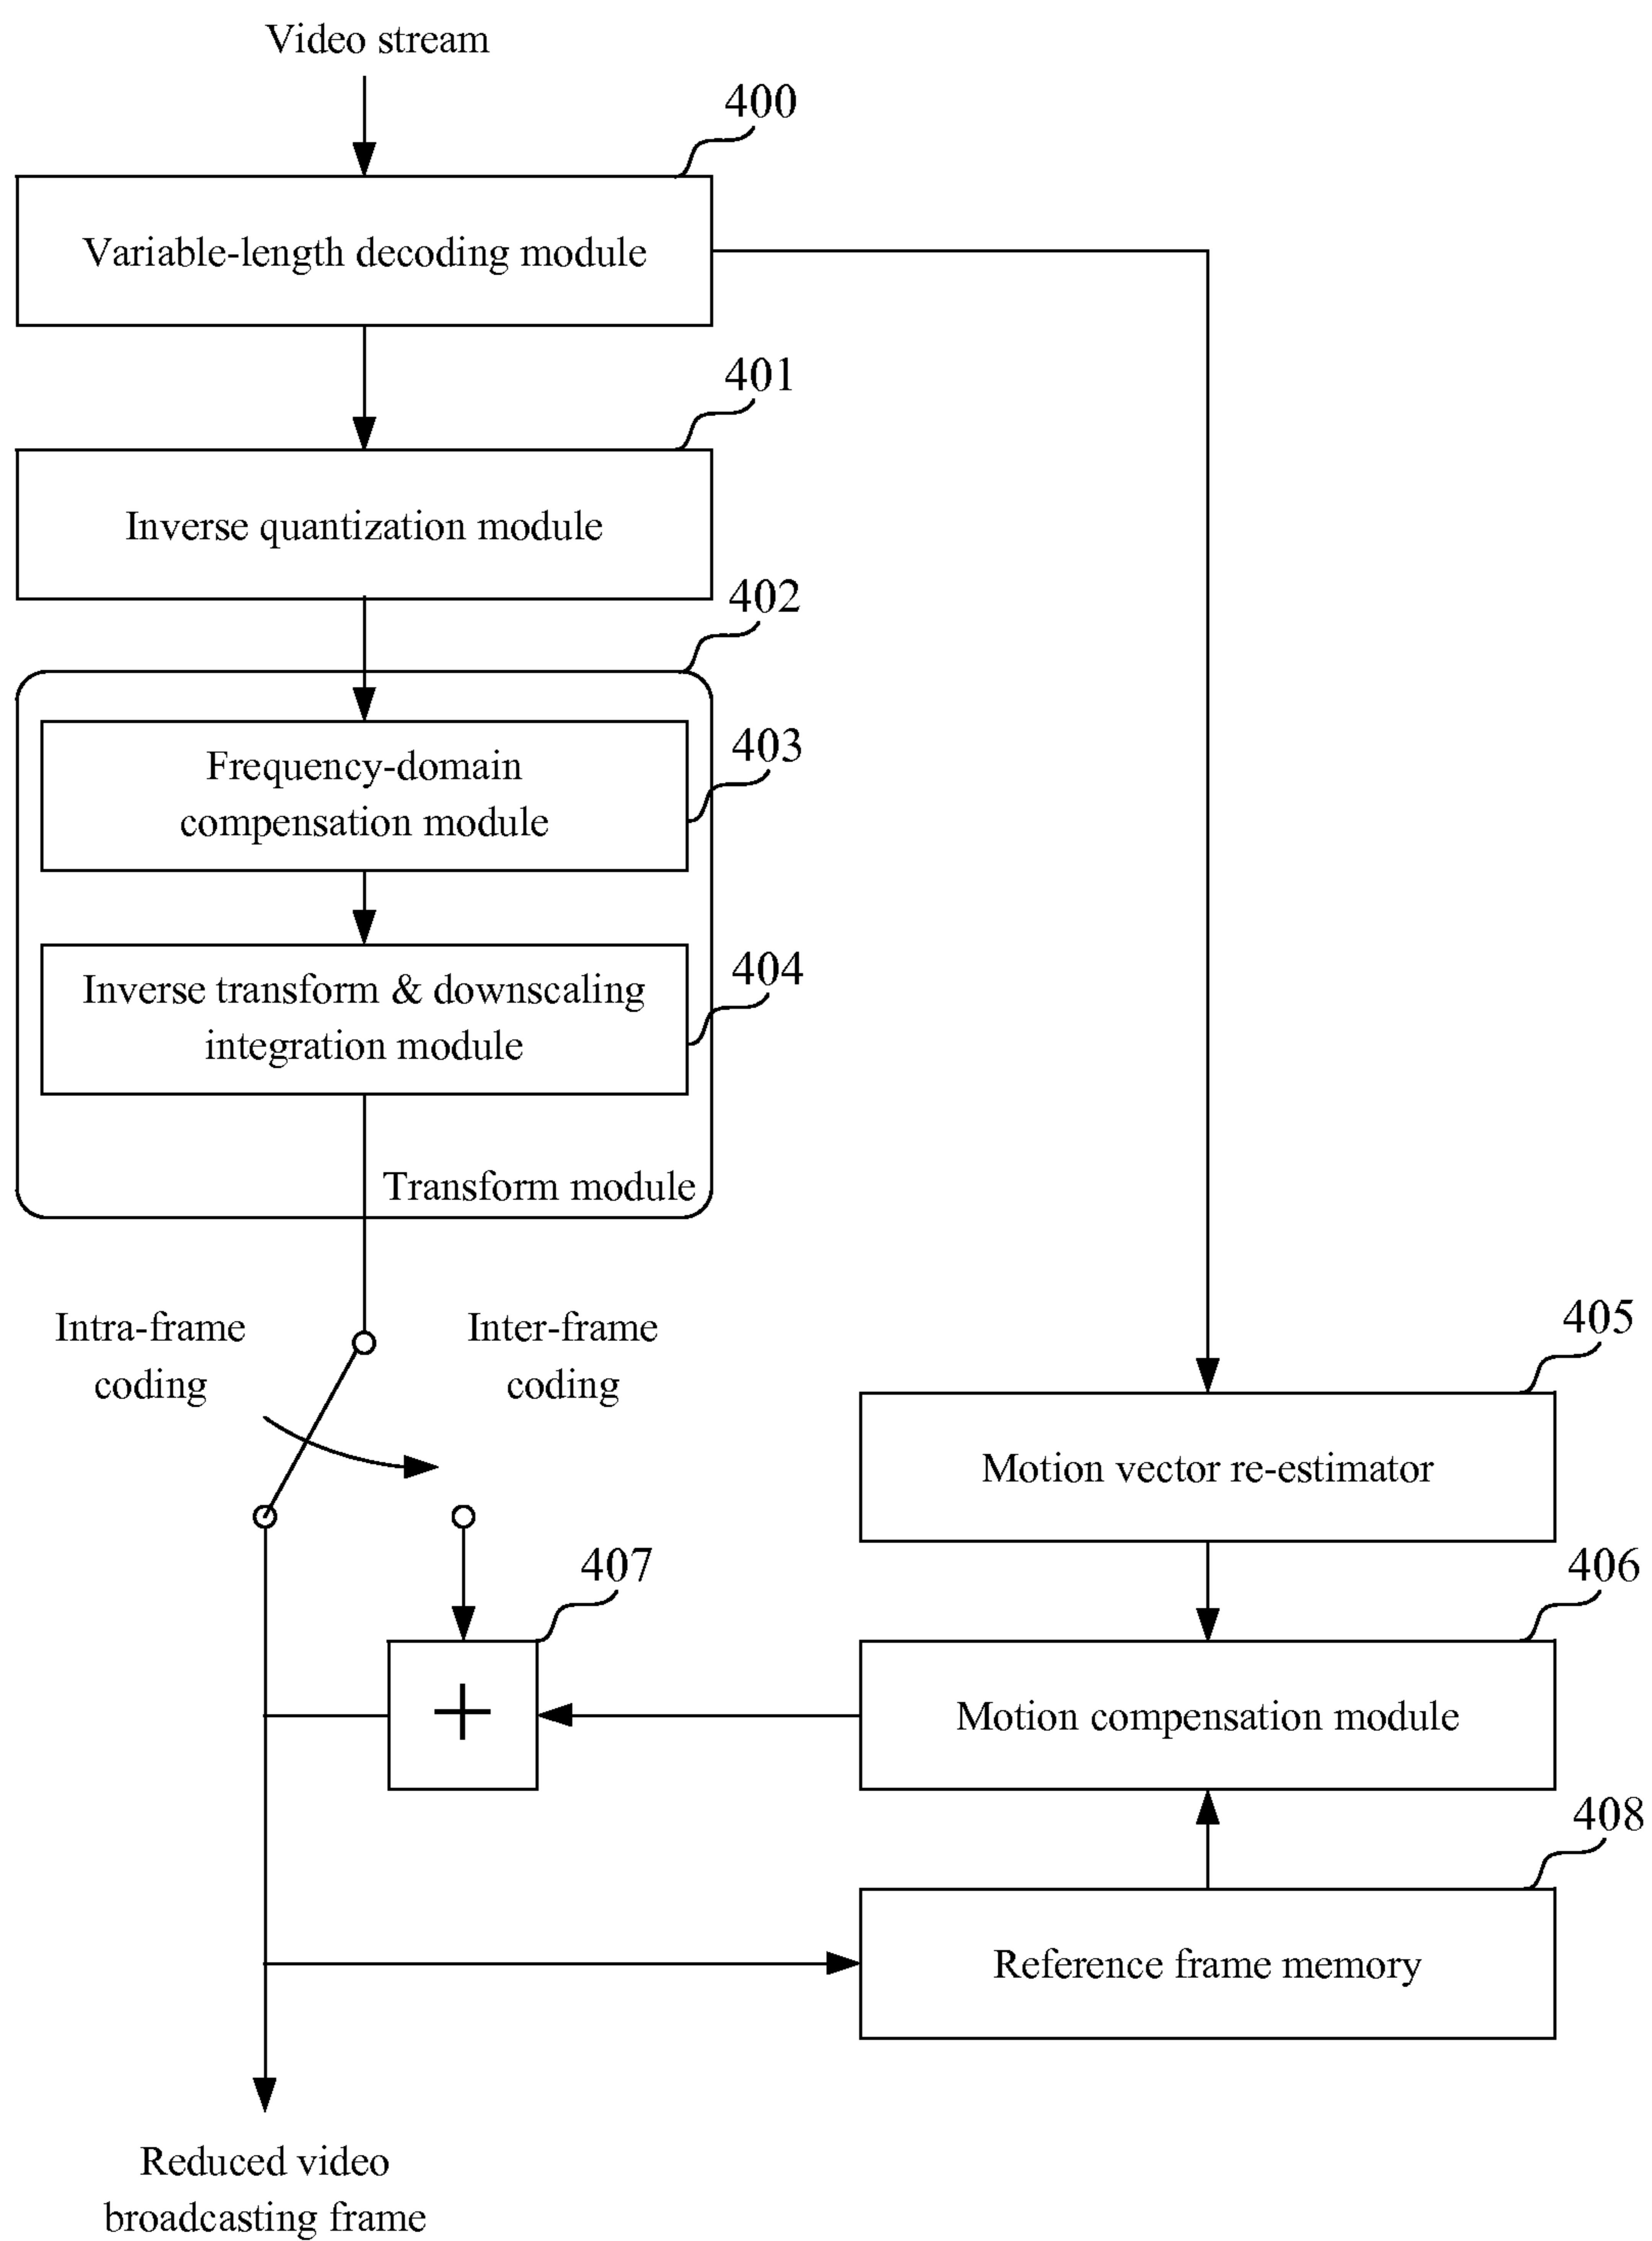 Video stream
400
Variable-length decoding module
401
Inverse quantization module
402
403
Frequency-domain
compensation module
404
Inverse transform & downscaling
integration module
Transform module
Intra-frame
coding
Inter-frame
coding
405
Motion vector re-estimator
407
406
+
Motion compensation module
408
Reference frame memory
Reduced video
broadcasting frame